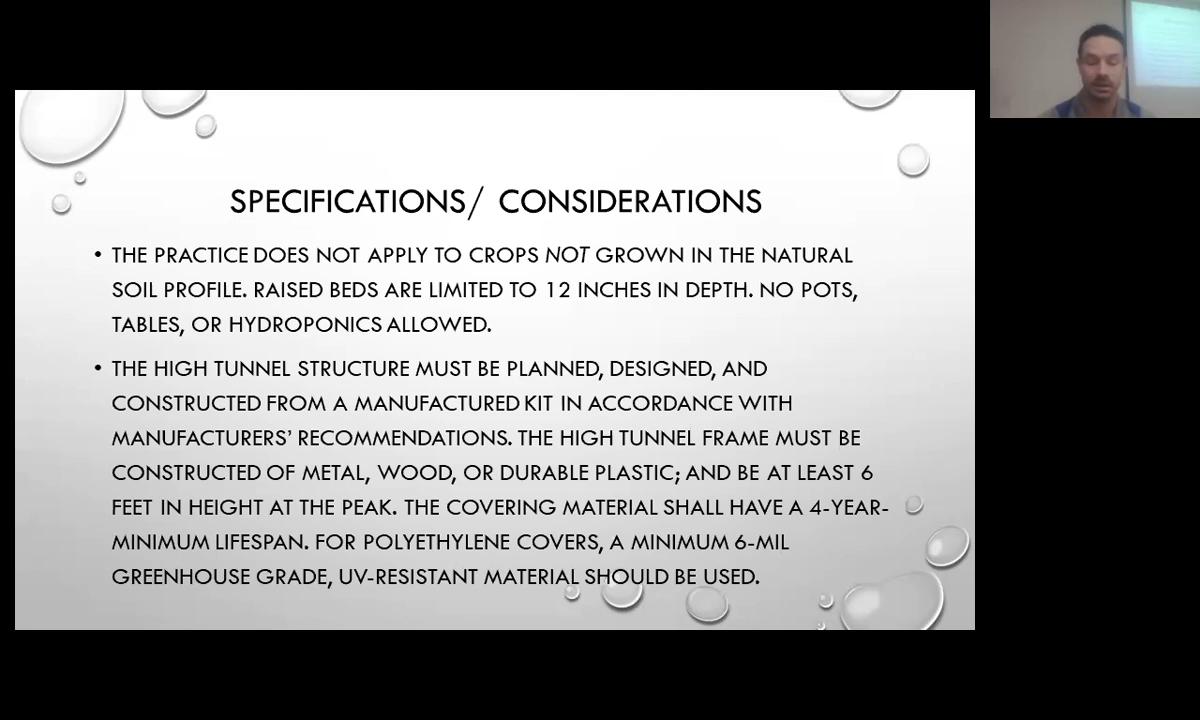 SPECIFICATIONS/ CONSIDERATIONS
• THE PRACTICE DOES NOT APPLY TO CROPS NOT GROWN IN THE NATURAL
SOIL PROFILE. RAISED BEDS ARE LIMITED TO 12 INCHES IN DEPTH. NO POTS,
TABLES, OR HYDROPONICS ALLOWED.
• THE HIGH TUNNEL STRUCTURE MUST BE PLANNED, DESIGNED, AND
CONSTRUCTED FROM A MANUFACTURED KIT IN ACCORDANCE WITH
MANUFACTURERS’ RECOMMENDATIONS. THE HIGH TUNNEL FRAME MUST BE
CONSTRUCTED OF METAL, WOOD, OR DURABLE PLASTIC; AND BE AT LEAST 6
FEET IN HEIGHT AT THE PEAK. THE COVERING MATERIAL SHALL HAVE A 4-YEAR-
MINIMUM LIFESPAN. FOR POLYETHYLENE COVERS, A MINIMUM 6-MIL
GREENHOUSE GRADE, UV-RESISTANT MATERIAL SHOULD BE USED.